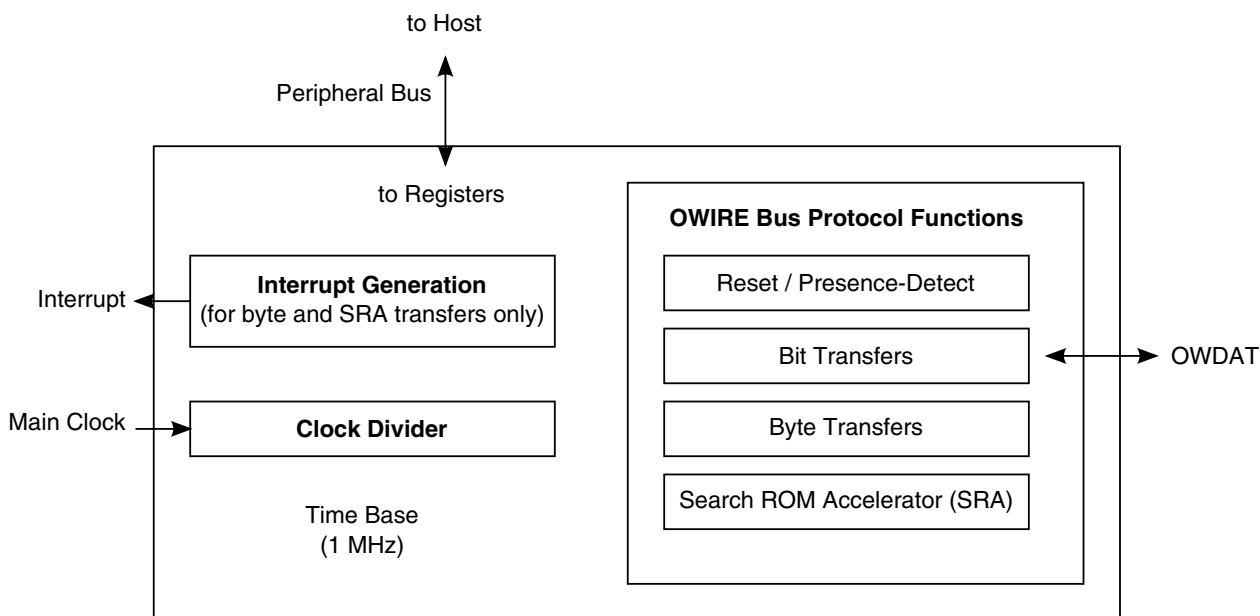 to Host
Peripheral Bus
to Registers
OWIRE Bus Protocol Functions
Interrupt
Interrupt Generation
(for byte and SRA transfers only)
Reset / Presence-Detect
Bit Transfers
OWDAT
Main Clock
Clock Divider
Byte Transfers
Search ROM Accelerator (SRA)
Time Base
(1 MHz)